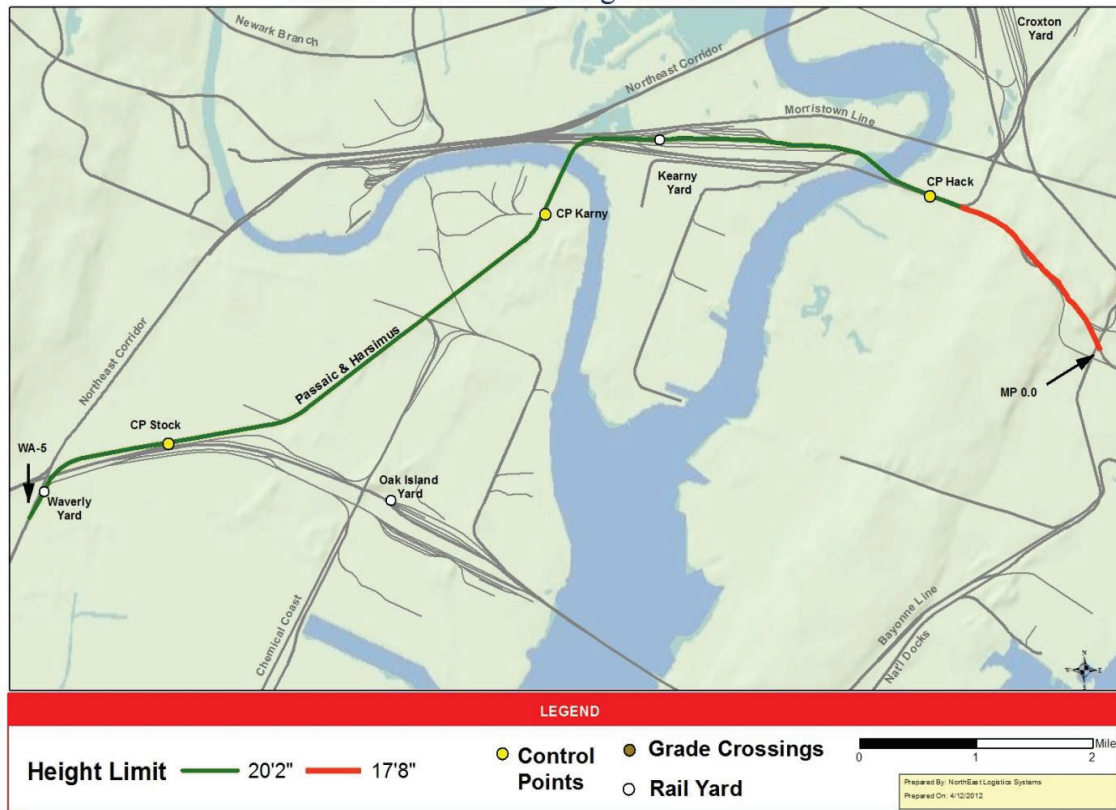 Newark Branch
Croxton
Yard
Northeast Corridor
Morristown Line
Kearny
Yard
CP Hack
CP Karny
Northeast Corridor
Passaic & Harsimus
MP 0.0
CP Stock
WA-5
Oak Island
Yard
Waverly
Yard
Chemical Coast
Bayonne Line
Nat'l Docks
N
W E
S
LEGEND
Height Limit 20'2" 17'8"
Control
Points
Grade Crossings
Rail Yard
Mile
0 1 2
Prepared By: NorthEast Logistics Systems
Prepared On: 4/12/2012